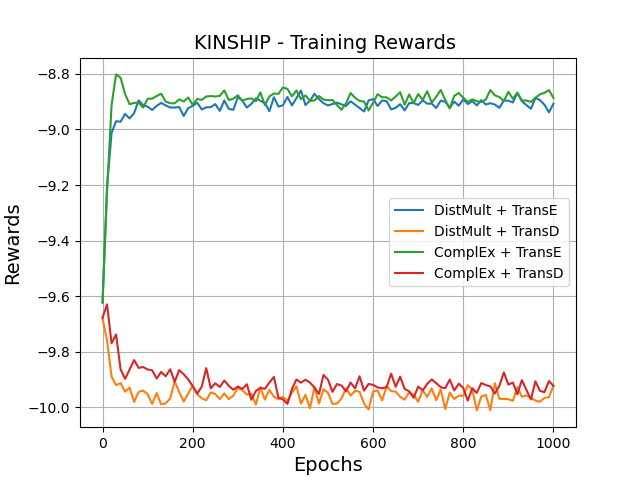 KINSHIP - Training Rewards
Rewards
−8.8
−9.0
−9.2
−9.4
−9.6
−9.8
−10.0
DistMult + TransE
DistMult + TransD
ComplEx + TransE
ComplEx + TransD
0 200 400 600 800 1000
Epochs